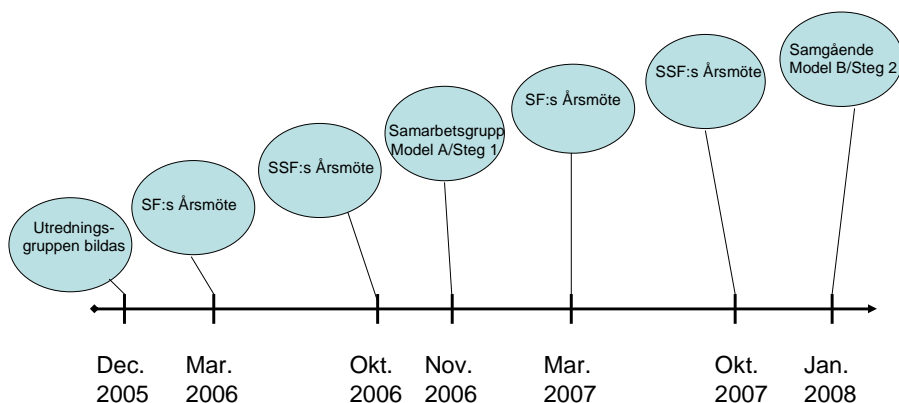 Utrednings-
gruppen bildas
SF:s Årsmöte
SSF:s Årsmöte
Samarbetsgrupp
Model A/Steg 1
SF:s Årsmöte
SSF:s Årsmöte
Samgående
Model B/Steg 2
Dec.
2005
Mar.
2006
Okt.
2006
Nov.
2006
Mar.
2007
Okt.
2007
Jan.
2008